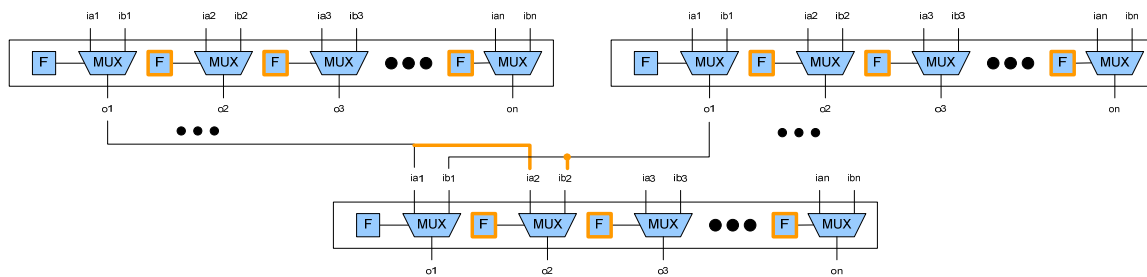 ia1 ib1 ia2 ib2 ia3 ib3 ian ibn ia1 ib1 ia2 ib2 ia3 ib3 ian ibn
F MUX F MUX F MUX F MUX F MUX F MUX F MUX F MUX
o1 o2 o3 on o1 o2 o3 on
ia1 ib1 ia2 ib2 ia3 ib3 ian ibn
F MUX F MUX F MUX F MUX
o1 o2 o3 on